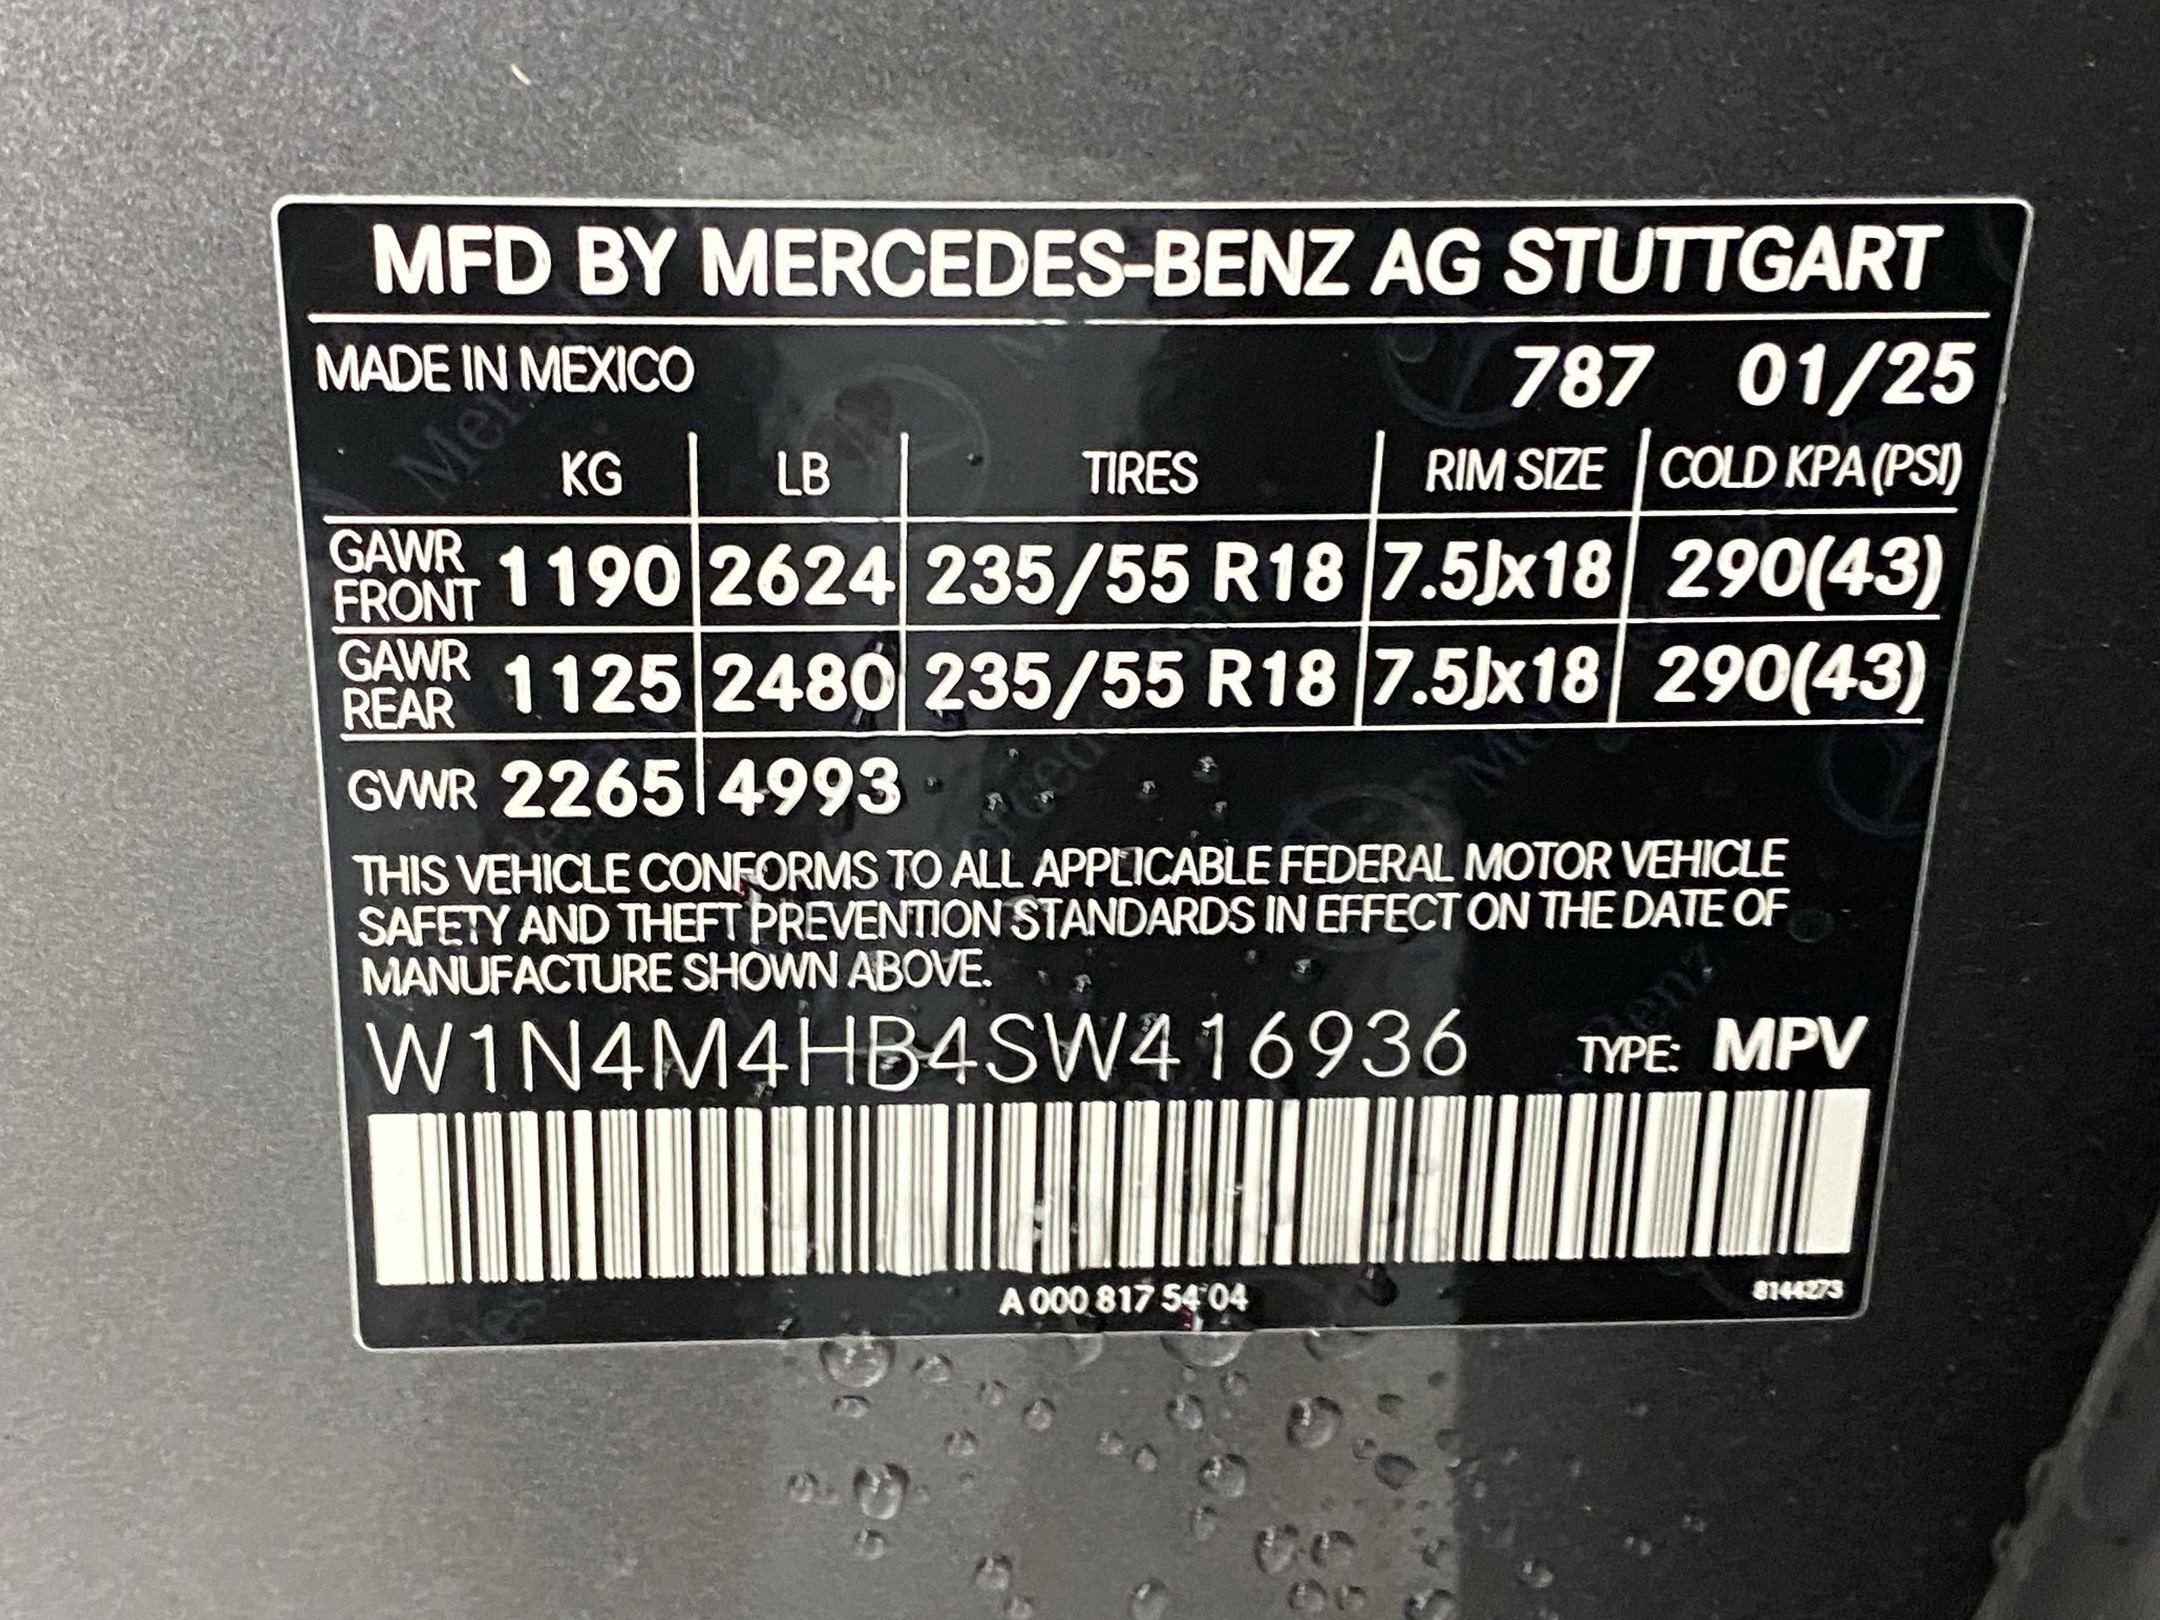 MFD BY MERCEDES-BENZ AG STUTTGART
MADE IN MEXICO 787 01/25
KG LB TIRES RIM SIZE COLD KPA (PSI)
GAWR FRONT 1190 2624 235/55 R18 7.5Jx18 290(43)
GAWR REAR 1125 2480 235/55 R18 7.5Jx18 290(43)
GVWR 2265 4993
THIS VEHICLE CONFORMS TO ALL APPLICABLE FEDERAL MOTOR VEHICLE
SAFETY AND THEFT PREVENTION STANDARDS IN EFFECT ON THE DATE OF
MANUFACTURE SHOWN ABOVE.
W1N4M4HB4SW416936 TYPE: MPV
A 000 817 54 04 8144273